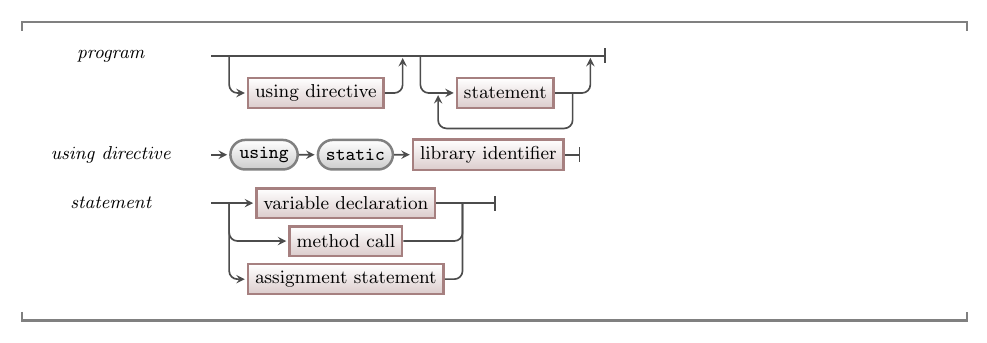 program
using directive statement
using directive using static library identifier
statement variable declaration
method call
assignment statement